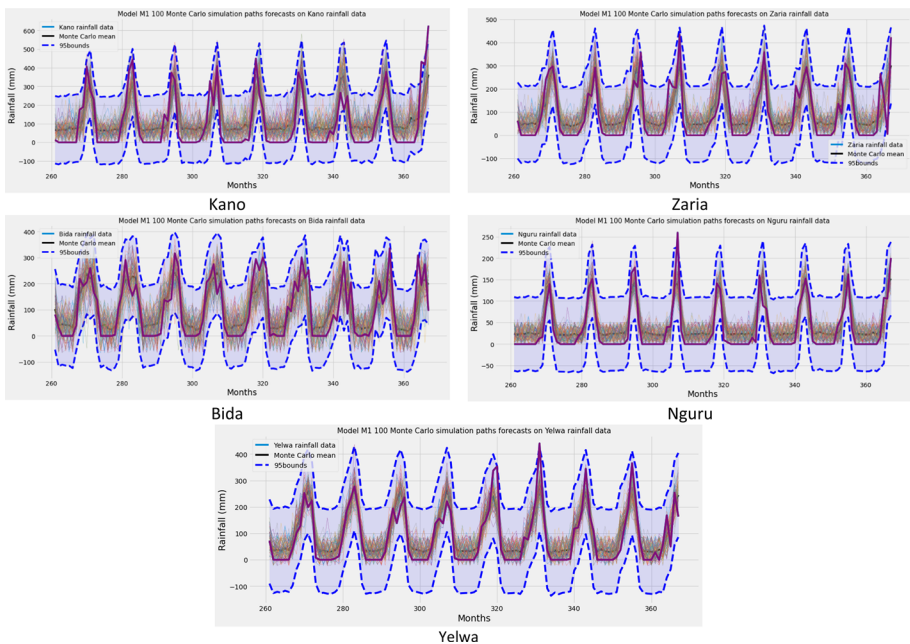 Model M1 100 Monte Carlo simulation paths forecasts on Kano rainfall data
Kano rainfall data
Monte Carlo mean
95bounds
Rainfall (mm)
600
500
400
300
200
100
0
−100
260
280
300
320
340
360
Months
Kano
Model M1 100 Monte Carlo simulation paths forecasts on Zaria rainfall data
500
400
300
200
100
0
−100
Rainfall (mm)
Zaria rainfall data
Monte Carlo mean
95bounds
260
280
300
320
340
360
Months
Zaria
Model M1 100 Monte Carlo simulation paths forecasts on Bida rainfall data
Bida rainfall data
Monte Carlo mean
95bounds
Rainfall (mm)
400
300
200
100
0
−100
260
280
300
320
340
360
Months
Bida
Model M1 100 Monte Carlo simulation paths forecasts on Nguru rainfall data
Nguru rainfall data
Monte Carlo mean
95bounds
Rainfall (mm)
250
200
150
100
50
0
−50
260
280
300
320
340
360
Months
Nguru
Model M1 100 Monte Carlo simulation paths forecasts on Yelwa rainfall data
Yelwa rainfall data
Monte Carlo mean
95bounds
Rainfall (mm)
400
300
200
100
0
−100
260
280
300
320
340
360
Months
Yelwa